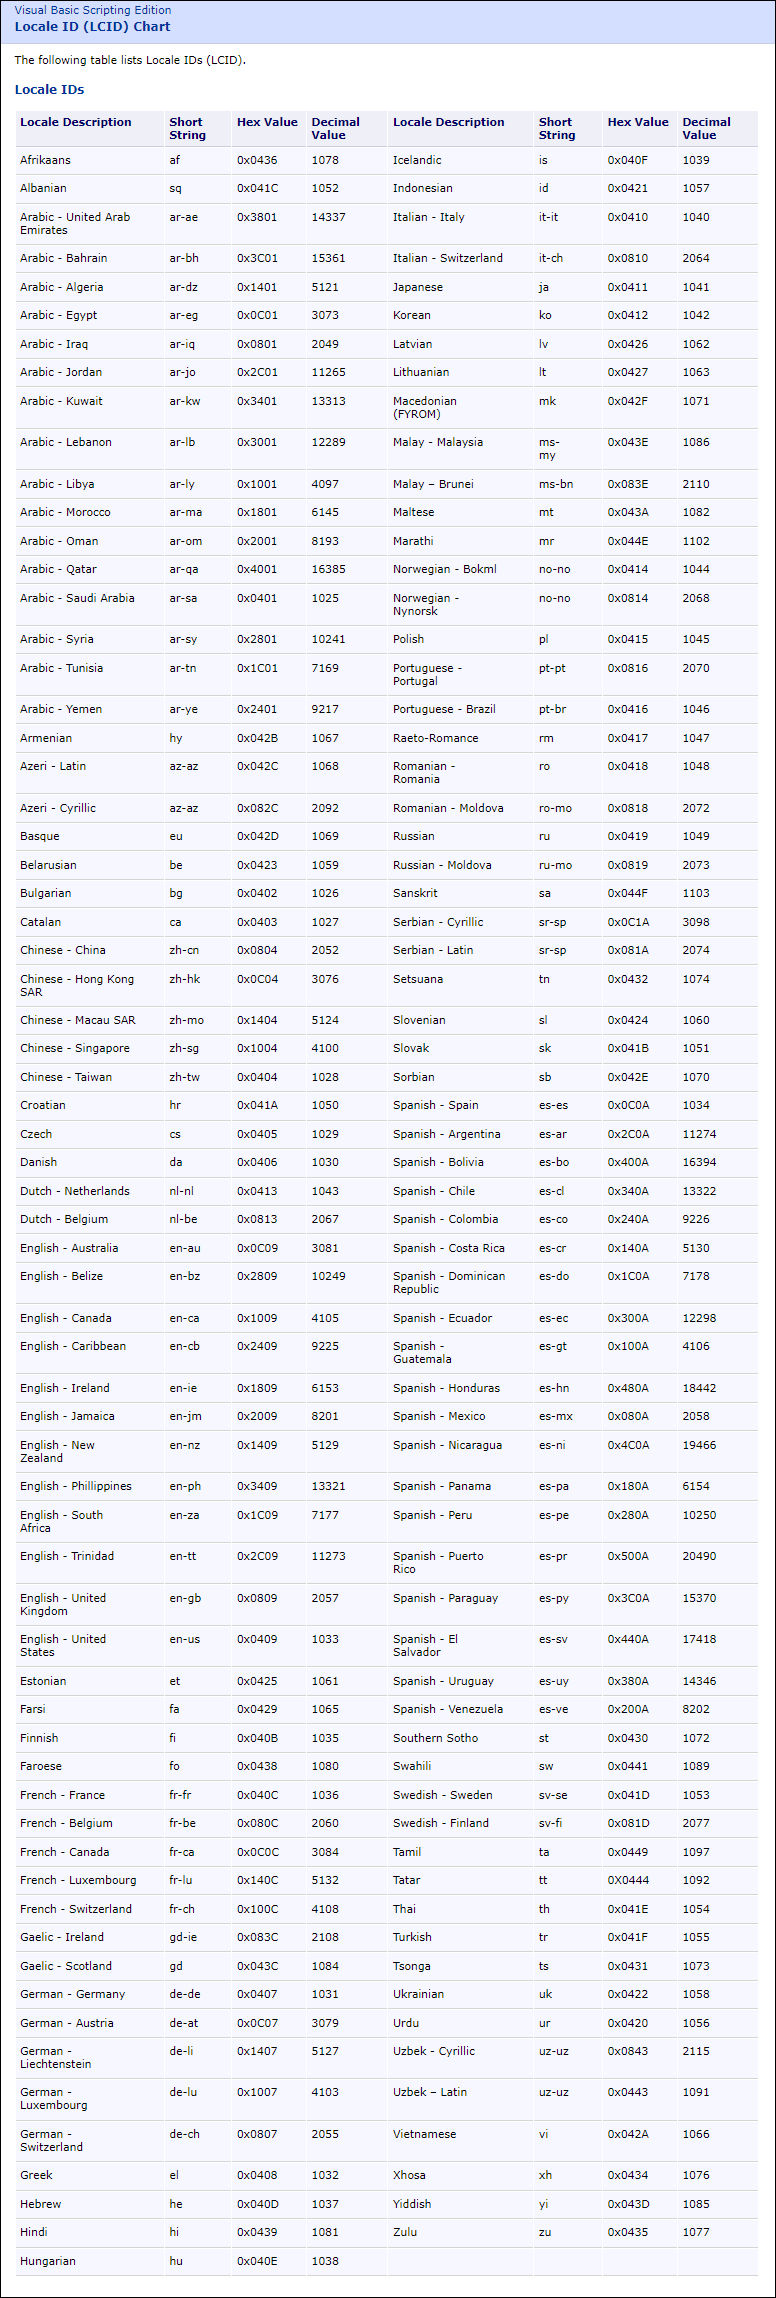 Visual Basic Scripting Edition
Locale ID (LCID) Chart
The following table lists Locale IDs (LCID).
Locale IDs
Locale Description Short String Hex Value Decimal Value Locale Description Short String Hex Value Decimal Value
Afrikaans af 0x0436 1078 Icelandic is 0x040F 1039
Albanian sq 0x041C 1052 Indonesian id 0x0421 1057
Arabic - United Arab Emirates ar-ae 0x3801 14337 Italian - Italy it-it 0x0410 1040
Arabic - Bahrain ar-bh 0x3C01 15361 Italian - Switzerland it-ch 0x0810 2064
Arabic - Algeria ar-dz 0x1401 5121 Japanese ja 0x0411 1041
Arabic - Egypt ar-eg 0x0C01 3073 Korean ko 0x0412 1042
Arabic - Iraq ar-iq 0x0801 2049 Latvian lv 0x0426 1062
Arabic - Jordan ar-jo 0x2C01 11265 Lithuanian lt 0x0427 1063
Arabic - Kuwait ar-kw 0x3401 13313 Macedonian (FYROM) mk 0x042F 1071
Arabic - Lebanon ar-lb 0x3001 12289 Malay - Malaysia ms-my 0x043E 1086
Arabic - Libya ar-ly 0x1001 4097 Malay – Brunei ms-bn 0x083E 2110
Arabic - Morocco ar-ma 0x1801 6145 Maltese mt 0x043A 1082
Arabic - Oman ar-om 0x2001 8193 Marathi mr 0x044E 1102
Arabic - Qatar ar-qa 0x4001 16385 Norwegian - Bokml no-no 0x0414 1044
Arabic - Saudi Arabia ar-sa 0x0401 1025 Norwegian - Nynorsk no-no 0x0814 2068
Arabic - Syria ar-sy 0x2801 10241 Polish pl 0x0415 1045
Arabic - Tunisia ar-tn 0x1C01 7169 Portuguese - Portugal pt-pt 0x0816 2070
Arabic - Yemen ar-ye 0x2401 9217 Portuguese - Brazil pt-br 0x0416 1046
Armenian hy 0x042B 1067 Raeto-Romance rm 0x0417 1047
Azeri - Latin az-az 0x042C 1068 Romanian - Romania ro 0x0418 1048
Azeri - Cyrillic az-az 0x082C 2092 Romanian - Moldova ro-mo 0x0818 2072
Basque eu 0x042D 1069 Russian ru 0x0419 1049
Belarusian be 0x0423 1059 Russian - Moldova ru-mo 0x0819 2073
Bulgarian bg 0x0402 1026 Sanskrit sa 0x044F 1103
Catalan ca 0x0403 1027 Serbian - Cyrillic sr-sp 0x0C1A 3098
Chinese - China zh-cn 0x0804 2052 Serbian - Latin sr-sp 0x081A 2074
Chinese - Hong Kong SAR zh-hk 0x0C04 3076 Setsuana tn 0x0432 1074
Chinese - Macau SAR zh-mo 0x1404 5124 Slovenian sl 0x0424 1060
Chinese - Singapore zh-sg 0x1004 4100 Slovak sk 0x041B 1051
Chinese - Taiwan zh-tw 0x0404 1028 Sorbian sb 0x042E 1070
Croatian hr 0x041A 1050 Spanish - Spain es-es 0x0C0A 1034
Czech cs 0x0405 1029 Spanish - Argentina es-ar 0x2C0A 11274
Danish da 0x0406 1030 Spanish - Bolivia es-bo 0x400A 16394
Dutch - Netherlands nl-nl 0x0413 1043 Spanish - Chile es-cl 0x340A 13322
Dutch - Belgium nl-be 0x0813 2067 Spanish - Colombia es-co 0x240A 9226
English - Australia en-au 0x0C09 3081 Spanish - Costa Rica es-cr 0x140A 5130
English - Belize en-bz 0x2809 10249 Spanish - Dominican Republic es-do 0x1C0A 7178
English - Canada en-ca 0x1009 4105 Spanish - Ecuador es-ec 0x300A 12298
English - Caribbean en-cb 0x2409 9225 Spanish - Guatemala es-gt 0x100A 4106
English - Ireland en-ie 0x1809 6153 Spanish - Honduras es-hn 0x480A 18442
English - Jamaica en-jm 0x2009 8201 Spanish - Mexico es-mx 0x080A 2058
English - New Zealand en-nz 0x1409 5129 Spanish - Nicaragua es-ni 0x4C0A 19466
English - Phillippines en-ph 0x3409 13321 Spanish - Panama es-pa 0x180A 6154
English - South Africa en-za 0x1C09 7177 Spanish - Peru es-pe 0x280A 10250
English - Trinidad en-tt 0x2C09 11273 Spanish - Puerto Rico es-pr 0x500A 20490
English - United Kingdom en-gb 0x0809 2057 Spanish - Paraguay es-py 0x3C0A 15370
English - United States en-us 0x0409 1033 Spanish - El Salvador es-sv 0x440A 17418
Estonian et 0x0425 1061 Spanish - Uruguay es-uy 0x380A 14346
Farsi fa 0x0429 1065 Spanish - Venezuela es-ve 0x200A 8202
Finnish fi 0x040B 1035 Southern Sotho st 0x0430 1072
Faroese fo 0x0438 1080 Swahili sw 0x0441 1089
French - France fr-fr 0x040C 1036 Swedish - Sweden sv-se 0x041D 1053
French - Belgium fr-be 0x080C 2060 Swedish - Finland sv-fi 0x081D 2077
French - Canada fr-ca 0x0C0C 3084 Tamil ta 0x0449 1097
French - Luxembourg fr-lu 0x140C 5132 Tatar tt 0X0444 1092
French - Switzerland fr-ch 0x100C 4108 Thai th 0x041E 1054
Gaelic - Ireland gd-ie 0x083C 2108 Turkish tr 0x041F 1055
Gaelic - Scotland gd 0x043C 1084 Tsonga ts 0x0431 1073
German - Germany de-de 0x0407 1031 Ukrainian uk 0x0422 1058
German - Austria de-at 0x0C07 3079 Urdu ur 0x0420 1056
German - Liechtenstein de-li 0x1407 5127 Uzbek - Cyrillic uz-uz 0x0843 2115
German - Luxembourg de-lu 0x1007 4103 Uzbek – Latin uz-uz 0x0443 1091
German - Switzerland de-ch 0x0807 2055 Vietnamese vi 0x042A 1066
Greek el 0x0408 1032 Xhosa xh 0x0434 1076
Hebrew he 0x040D 1037 Yiddish yi 0x043D 1085
Hindi hi 0x0439 1081 Zulu zu 0x0435 1077
Hungarian hu 0x040E 1038